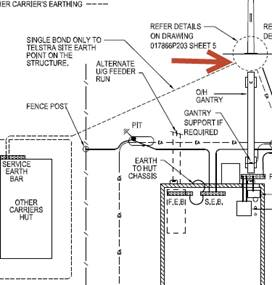 ER CARRIER'S EARTHING
REFER DETAILS
ON DRAWING
017866P203 SHEET 5
SINGLE BOND ONLY TO
TELSTRA SITE EARTH
POINT ON THE
STRUCTURE.
ALTERNATE
U/G FEEDER
RUN
O/H
GANTRY
FENCE POST
GANTRY
SUPPORT IF
REQUIRED
PIT
SERVICE
EARTH
BAR
EARTH
TO HUT
CHASSIS
OTHER
CARRIERS
HUT
F.E.B
S.E.B.